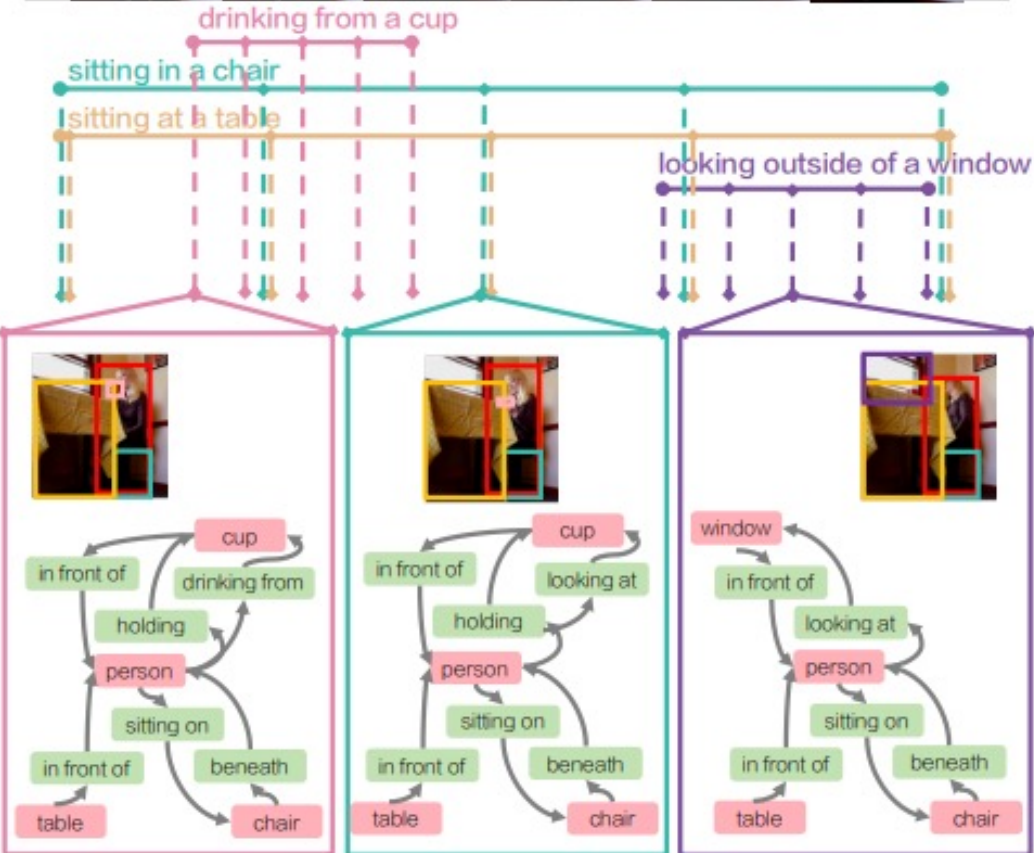 drinking from a cup
sitting in a chair
sitting at a table
looking outside of a window
cup
in front of
drinking from
holding
person
sitting on
in front of
beneath
table
chair
cup
in front of
looking at
holding
person
sitting on
in front of
beneath
table
chair
window
in front of
looking at
person
sitting on
in front of
beneath
table
chair